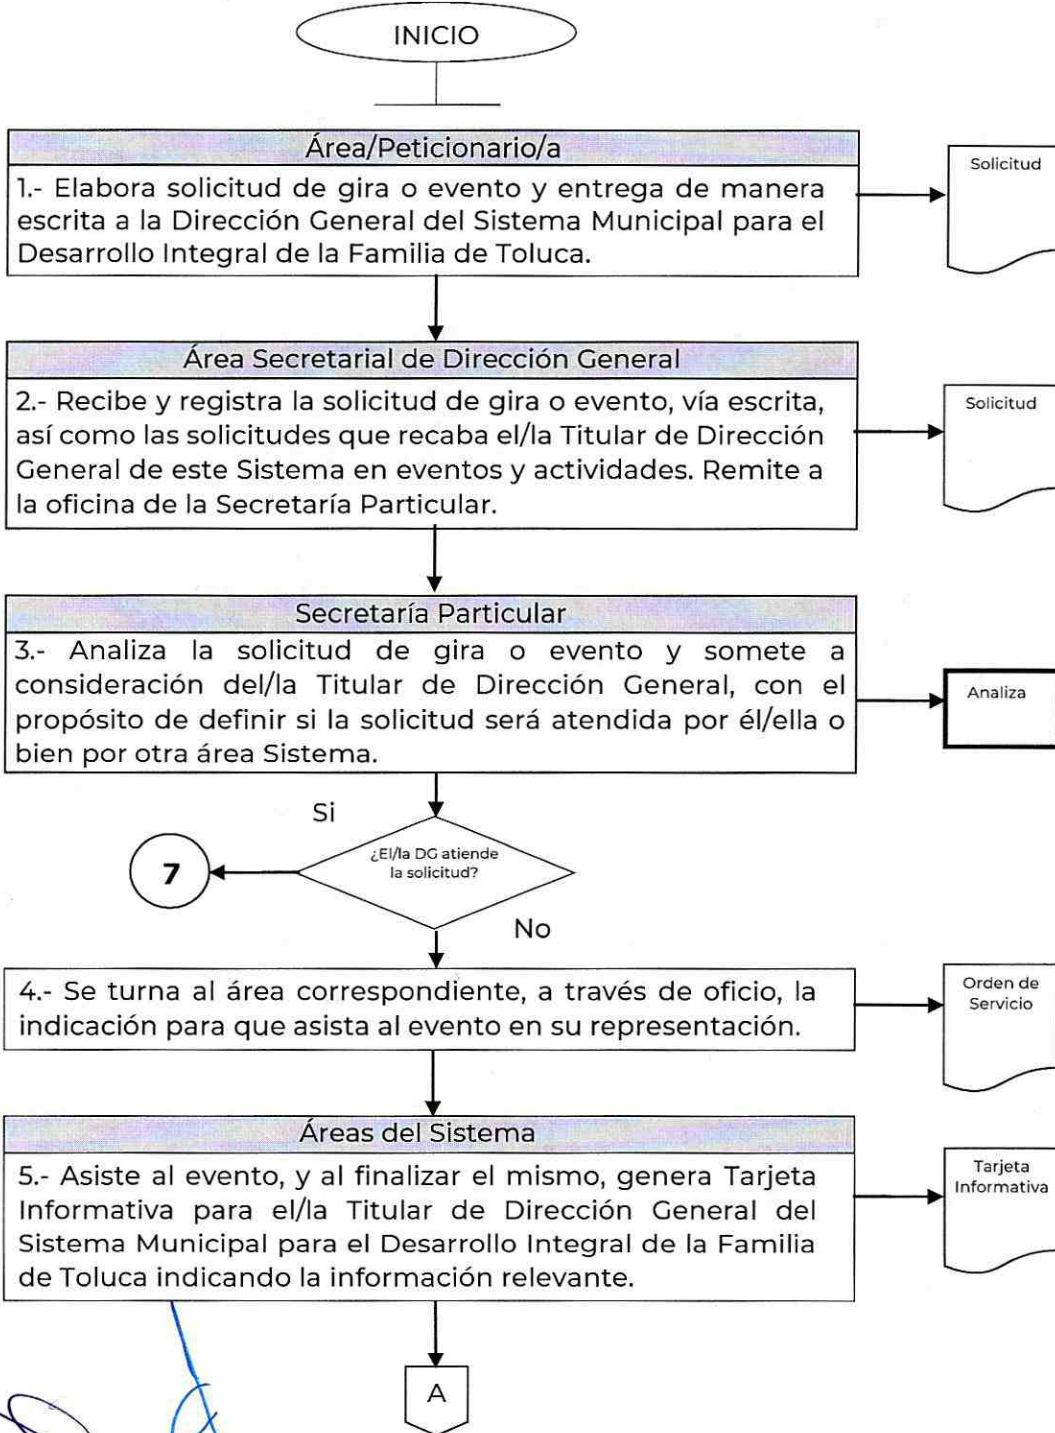 INICIO
Área/Peticionario/a
1.- Elabora solicitud de gira o evento y entrega de manera
escrita a la Dirección General del Sistema Municipal para el
Desarrollo Integral de la Familia de Toluca.
Solicitud
Área Secretarial de Dirección General
2.- Recibe y registra la solicitud de gira o evento, vía escrita,
así como las solicitudes que recaba el/la Titular de Dirección
General de este Sistema en eventos y actividades. Remite a
la oficina de la Secretaría Particular.
Solicitud
Secretaría Particular
3.- Analiza la solicitud de gira o evento y somete a
consideración del/la Titular de Dirección General, con el
propósito de definir si la solicitud será atendida por él/ella o
bien por otra área Sistema.
Analiza
Si
¿El/la DG atiende
la solicitud?
7
No
4.- Se turna al área correspondiente, a través de oficio, la
indicación para que asista al evento en su representación.
Orden de
Servicio
Áreas del Sistema
5.- Asiste al evento, y al finalizar el mismo, genera Tarjeta
Informativa para el/la Titular de Dirección General del
Sistema Municipal para el Desarrollo Integral de la Familia
de Toluca indicando la información relevante.
Tarjeta
Informativa
A